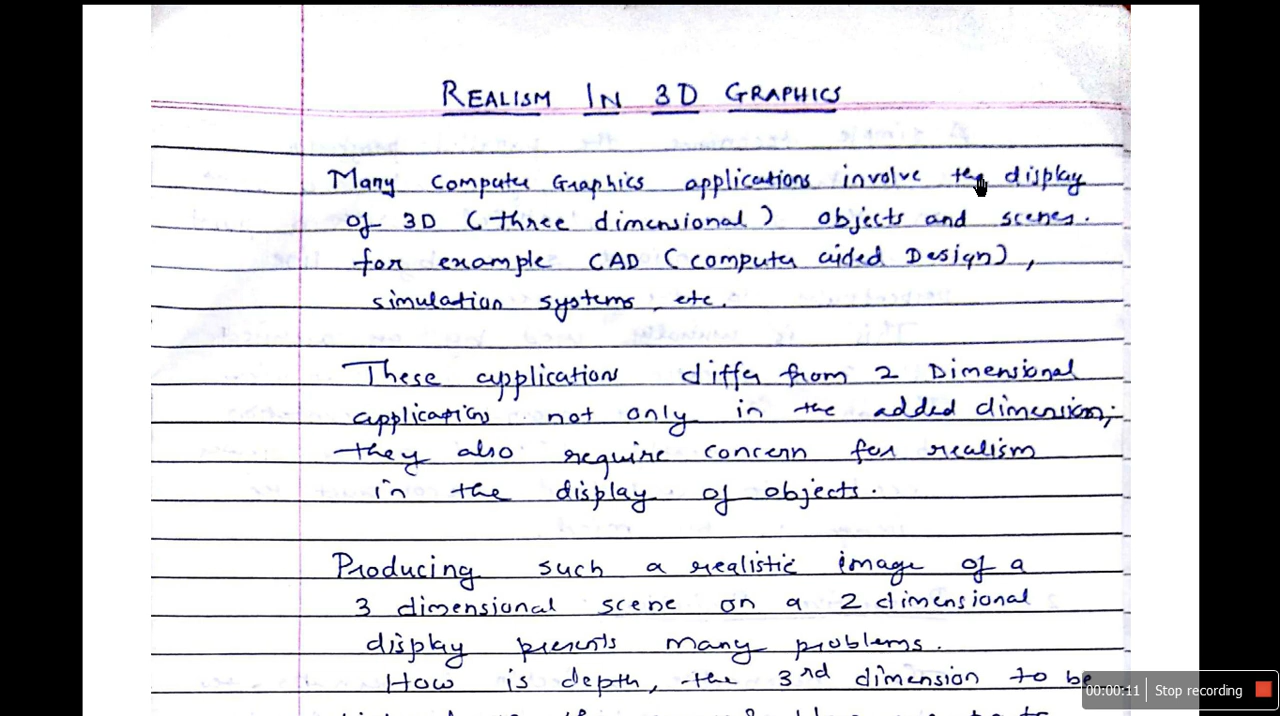 REALISM IN 3D GRAPHICS
Many Computer Graphics applications involve the display
of 3D (three dimensional) objects and scenes.
for example CAD (computer aided Design),
simulation systems, etc.
These applications differ from 2 Dimensional
applications not only in the added dimension;
they also require concern for realism
in the display of objects.
Producing such a realistic image of a
3 dimensional scene on a 2 dimensional
display presents many problems.
How is depth, the 3rd dimension to be
00:00:11 Stop recording